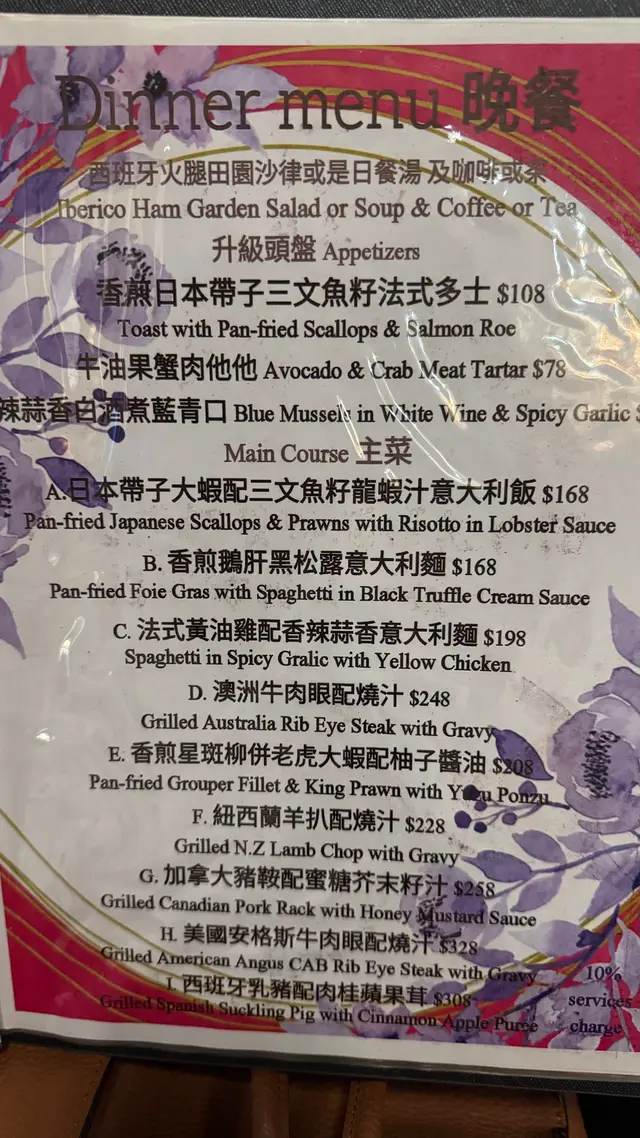 Dinner menu 晚餐
西班牙火腿田園沙律或是日餐湯 及咖啡或茶
Iberico Ham Garden Salad or Soup & Coffee or Tea
升級頭盤 Appetizers
香煎日本帶子三文魚籽法式多士 $108
Toast with Pan-fried Scallops & Salmon Roe
牛油果蟹肉他他 Avocado & Crab Meat Tartar $78
辣蒜香白酒煮藍青口 Blue Mussels in White Wine & Spicy Garlic
Main Course 主菜
A.日本帶子大蝦配三文魚籽龍蝦汁意大利飯 $168
Pan-fried Japanese Scallops & Prawns with Risotto in Lobster Sauce
B. 香煎鵝肝黑松露意大利麵 $168
Pan-fried Foie Gras with Spaghetti in Black Truffle Cream Sauce
C. 法式黃油雞配香辣蒜香意大利麵 $198
Spaghetti in Spicy Gralic with Yellow Chicken
D. 澳洲牛肉眼配燒汁 $248
Grilled Australia Rib Eye Steak with Gravy
E. 香煎星斑柳併老虎大蝦配柚子醬油 $208
Pan-fried Grouper Fillet & King Prawn with Yuzu Ponzu
F. 紐西蘭羊扒配燒汁 $228
Grilled N.Z Lamb Chop with Gravy
G. 加拿大豬鞍配蜜糖芥末籽汁 $258
Grilled Canadian Pork Rack with Honey Mustard Sauce
H. 美國安格斯牛肉眼配燒汁 $328
Grilled American Angus CAB Rib Eye Steak with Gravy
I. 西班牙乳豬配肉桂蘋果茸 $308
Grilled Spanish Suckling Pig with Cinnamon Apple Puree
10%
services
charge